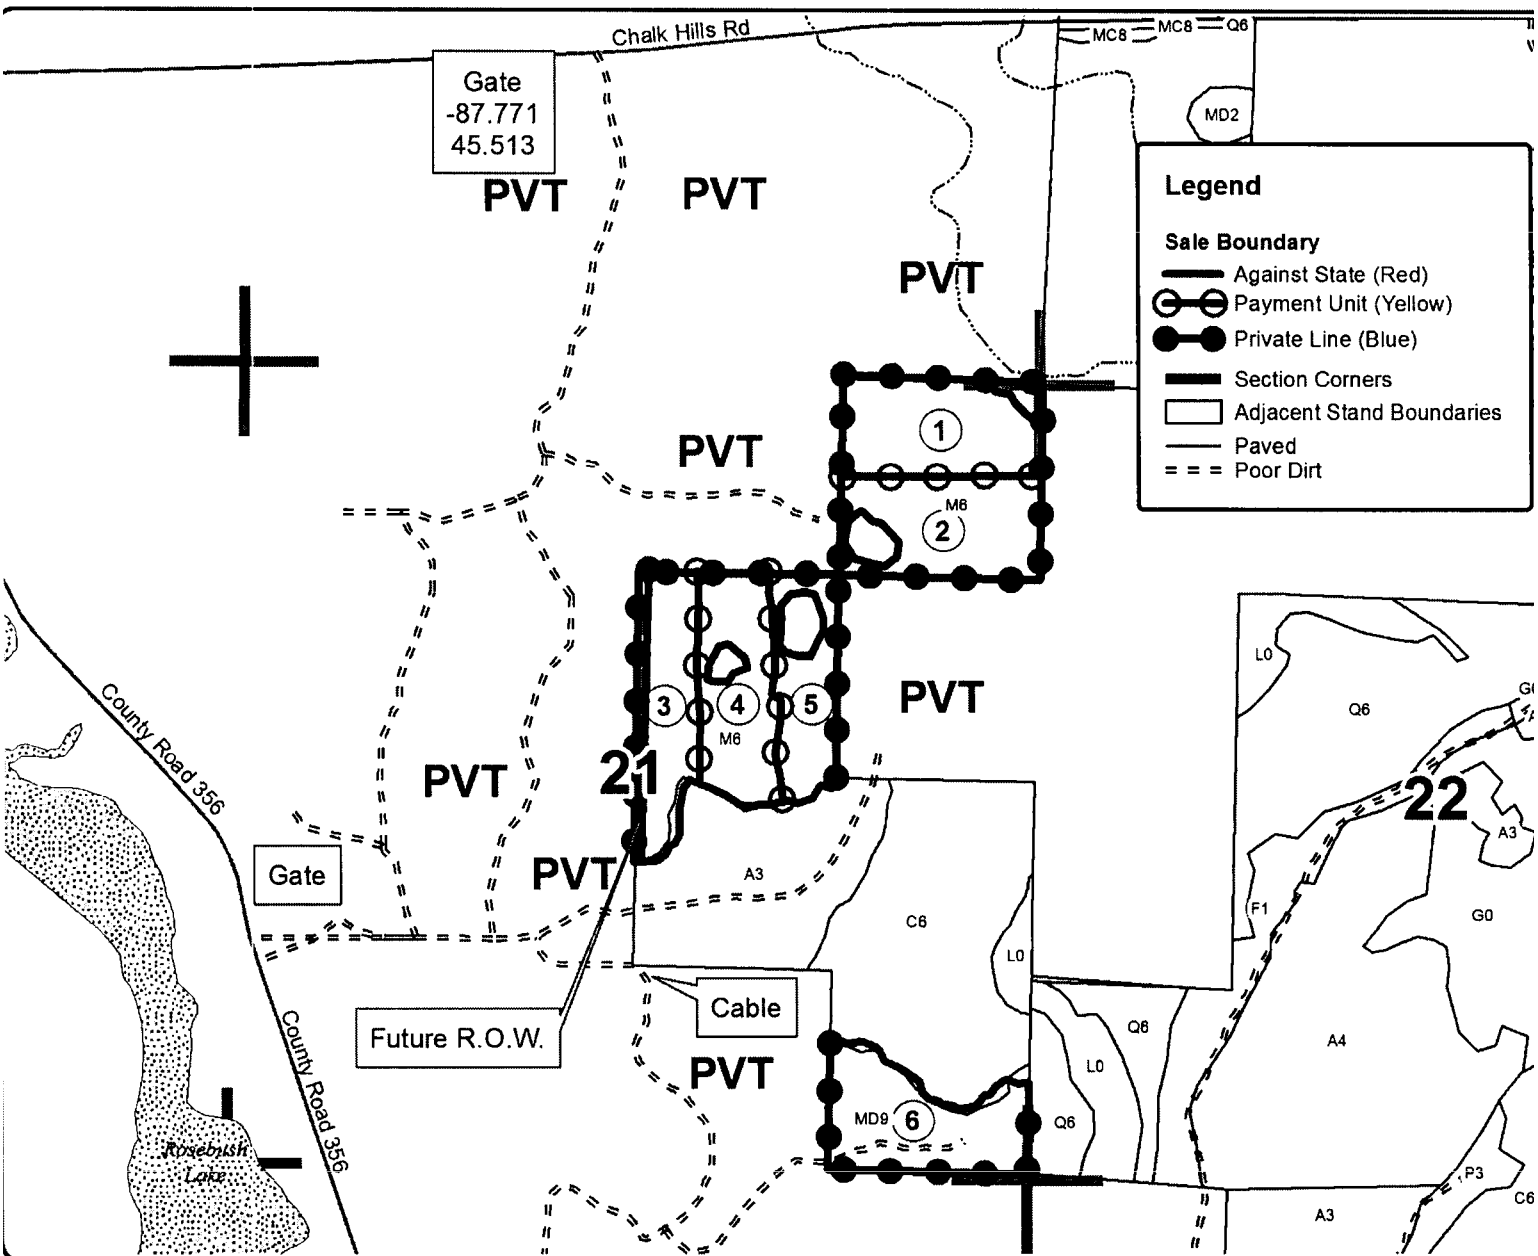 Chalk Hills Rd
MC8
MC8
Q6
Gate
-87.771
45.513
MD2
PVT
PVT
PVT
Legend
Sale Boundary
Against State (Red)
Payment Unit (Yellow)
Private Line (Blue)
Section Corners
Adjacent Stand Boundaries
Paved
Poor Dirt
1
PVT
M6
2
L0
Q6
3
4
5
M6
PVT
21
PVT
22
County Road 356
A3
Gate
PVT
A3
C6
F1
G0
L0
Cable
Future R.O.W.
Q6
A4
County Road 356
PVT
L0
MD9
6
Q6
Rosebush
Lake
P3
C6
A3